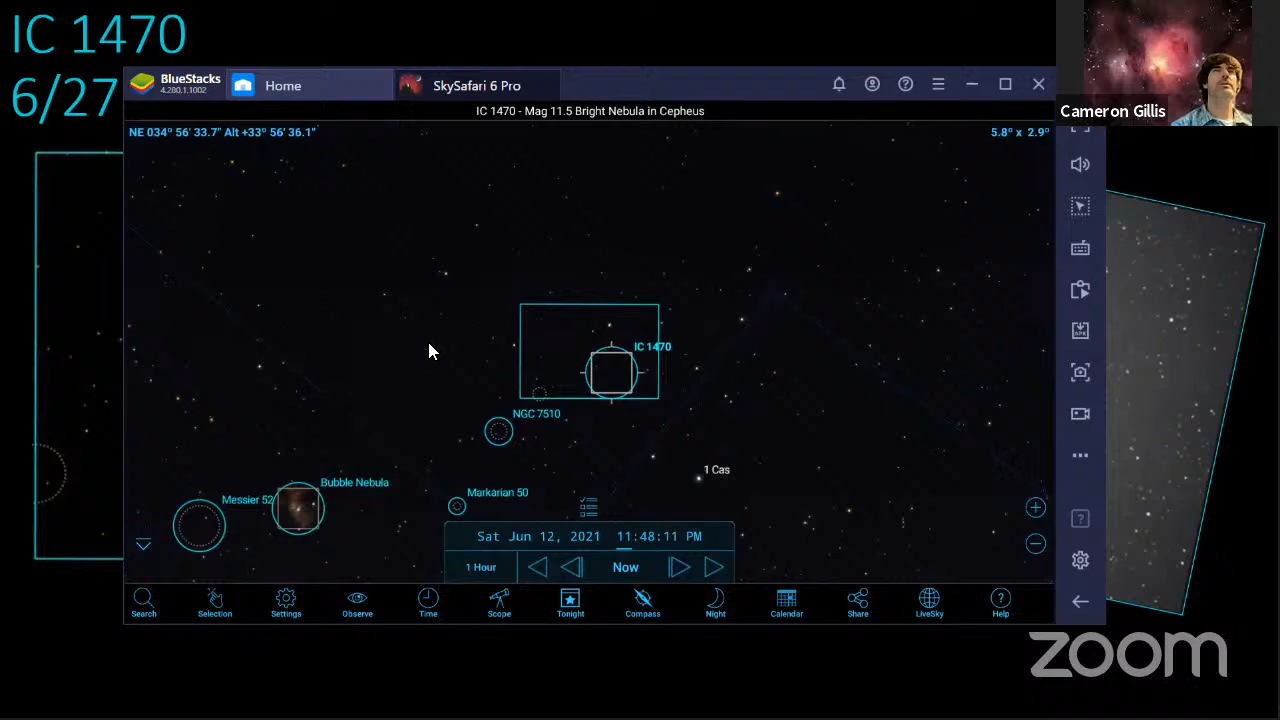 IC 1470
6/27
BlueStacks
4.280.1.1002
Home
SkySafari 6 Pro
Cameron Gillis
IC 1470 - Mag 11.5 Bright Nebula in Cepheus
NE 034° 56' 33.7" Alt +33° 56' 36.1"
5.8° x 2.9°
IC 1470
NGC 7510
1 Cas
Bubble Nebula
Messier 52
Markarian 50
Sat Jun 12, 2021 11:48:11 PM
1 Hour
Now
Search
Selection
Settings
Observe
Time
Scope
Tonight
Compass
Night
Calendar
Share
LiveSky
Help
APK
zoom